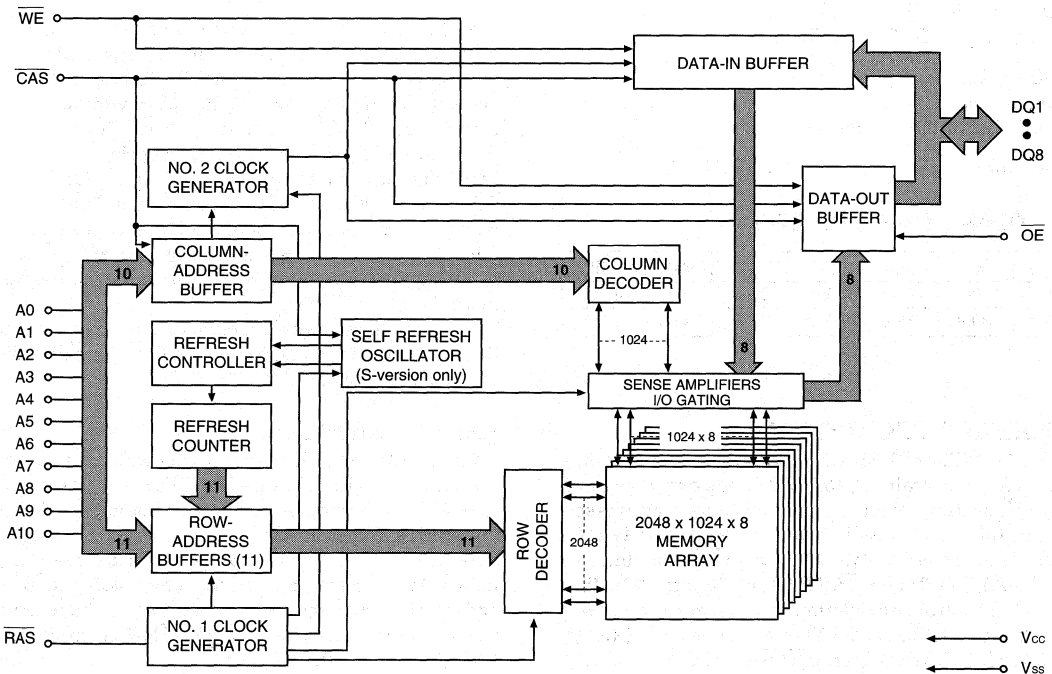 WE
CAS
DATA-IN BUFFER
DQ1
DQ8
NO. 2 CLOCK
GENERATOR
DATA-OUT
BUFFER
OE
COLUMN-
ADDRESS
BUFFER
10
10
COLUMN
DECODER
8
8
A0
A1
A2
A3
A4
A5
A6
A7
A8
A9
A10
REFRESH
CONTROLLER
SELF REFRESH
OSCILLATOR
(S-version only)
1024
SENSE AMPLIFIERS
I/O GATING
REFRESH
COUNTER
1024 x 8
11
ROW-
ADDRESS
BUFFERS (11)
11
11
ROW
DECODER
2048
2048 x 1024 x 8
MEMORY
ARRAY
RAS
NO. 1 CLOCK
GENERATOR
Vcc
Vss